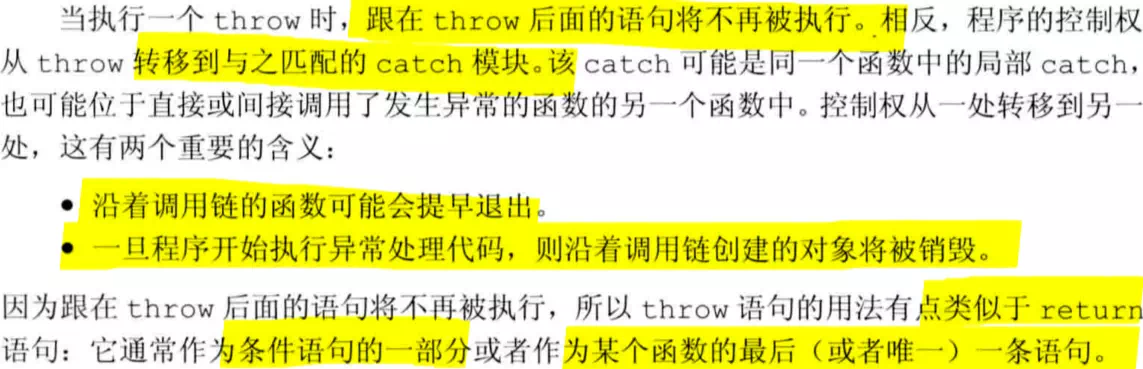 当执行一个 throw 时，跟在 throw 后面的语句将不再被执行。相反，程序的控制权
从 throw 转移到与之匹配的 catch 模块。该 catch 可能是同一个函数中的局部 catch，
也可能位于直接或间接调用了发生异常的函数的另一个函数中。控制权从一处转移到另一
处，这有两个重要的含义：
● 沿着调用链的函数可能会提早退出。
● 一旦程序开始执行异常处理代码，则沿着调用链创建的对象将被销毁。
因为跟在 throw 后面的语句将不再被执行，所以 throw 语句的用法有点类似于 return
语句：它通常作为条件语句的一部分或者作为某个函数的最后（或者唯一）一条语句。